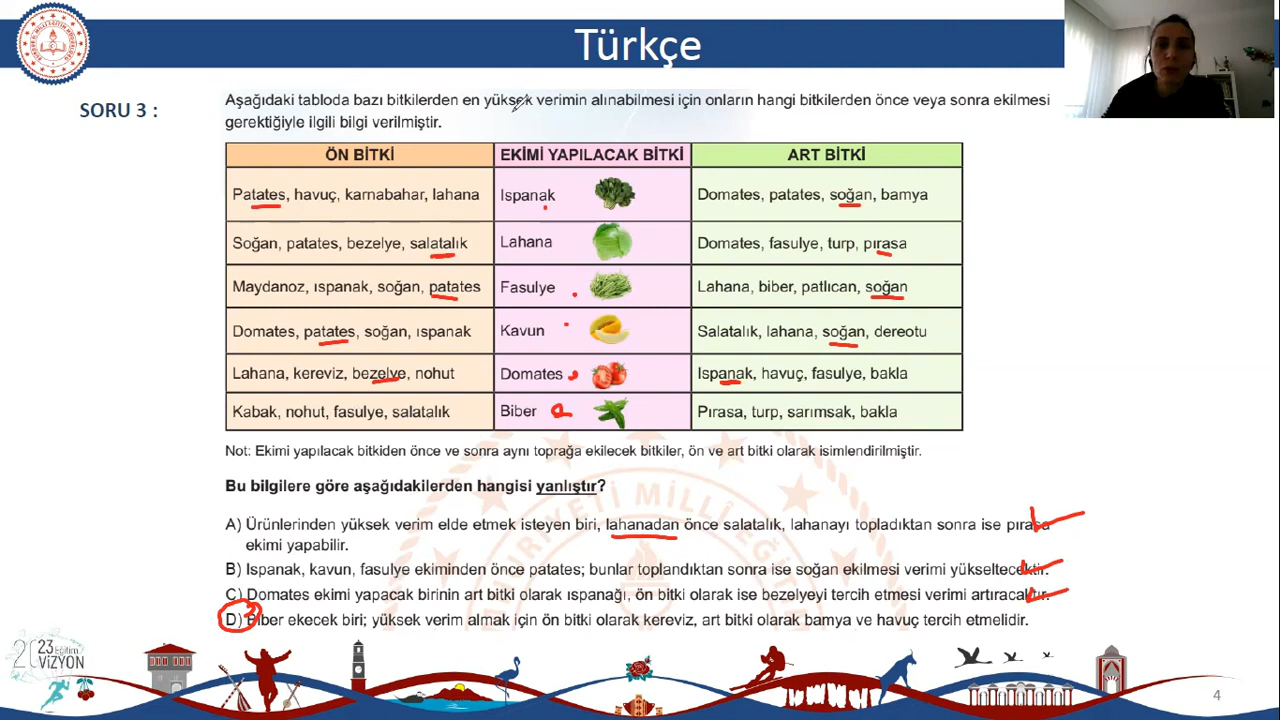 Türkçe
SORU 3 :
Aşağıdaki tabloda bazı bitkilerden en yüksek verimin alınabilmesi için onların hangi bitkilerden önce veya sonra ekilmesi
gerektiğiyle ilgili bilgi verilmiştir.
ÖN BİTKİ EKİMİ YAPILACAK BİTKİ ART BİTKİ
Patates, havuç, karnabahar, lahana Ispanak Domates, patates, soğan, bamya
Soğan, patates, bezelye, salatalık Lahana Domates, fasulye, turp, pırasa
Maydanoz, ıspanak, soğan, patates Fasulye Lahana, biber, patlıcan, soğan
Domates, patates, soğan, ıspanak Kavun Salatalık, lahana, soğan, dereotu
Lahana, kereviz, bezelye, nohut Domates Ispanak, havuç, fasulye, bakla
Kabak, nohut, fasulye, salatalık Biber Pırasa, turp, sarımsak, bakla
Not: Ekimi yapılacak bitkiden önce ve sonra aynı toprağa ekilecek bitkiler, ön ve art bitki olarak isimlendirilmiştir.
Bu bilgilere göre aşağıdakilerden hangisi yanlıştır?
A) Ürünlerinden yüksek verim elde etmek isteyen biri, lahanadan önce salatalık, lahanayı topladıktan sonra ise pırasa
ekimi yapabilir.
B) Ispanak, kavun, fasulye ekiminden önce patates; bunlar toplandıktan sonra ise soğan ekilmesi verimi yükseltecektir.
C) Domates ekimi yapacak birinin art bitki olarak ıspanağı, ön bitki olarak ise bezelyeyi tercih etmesi verimi artıracaktır.
D) Biber ekecek biri; yüksek verim almak için ön bitki olarak kereviz, art bitki olarak bamya ve havuç tercih etmelidir.
2023 Eğitim
VİZYON
4